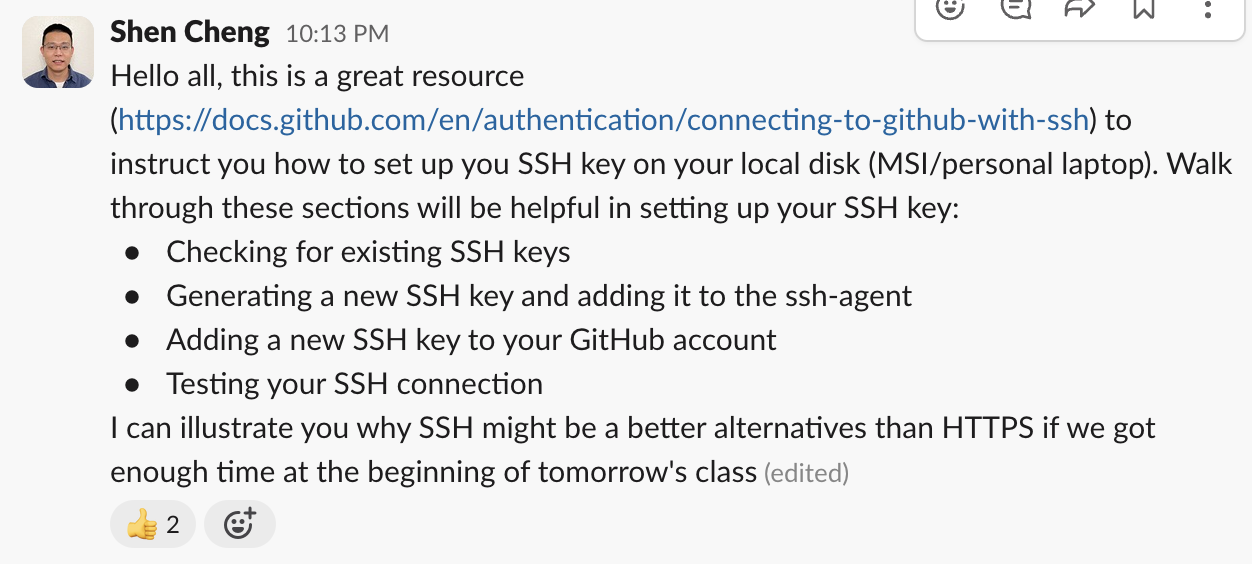 Shen Cheng 10:13 PM
Hello all, this is a great resource
(https://docs.github.com/en/authentication/connecting-to-github-with-ssh) to
instruct you how to set up you SSH key on your local disk (MSI/personal laptop). Walk
through these sections will be helpful in setting up your SSH key:
● Checking for existing SSH keys
● Generating a new SSH key and adding it to the ssh-agent
● Adding a new SSH key to your GitHub account
● Testing your SSH connection
I can illustrate you why SSH might be a better alternatives than HTTPS if we got
enough time at the beginning of tomorrow's class (edited)
👍 2